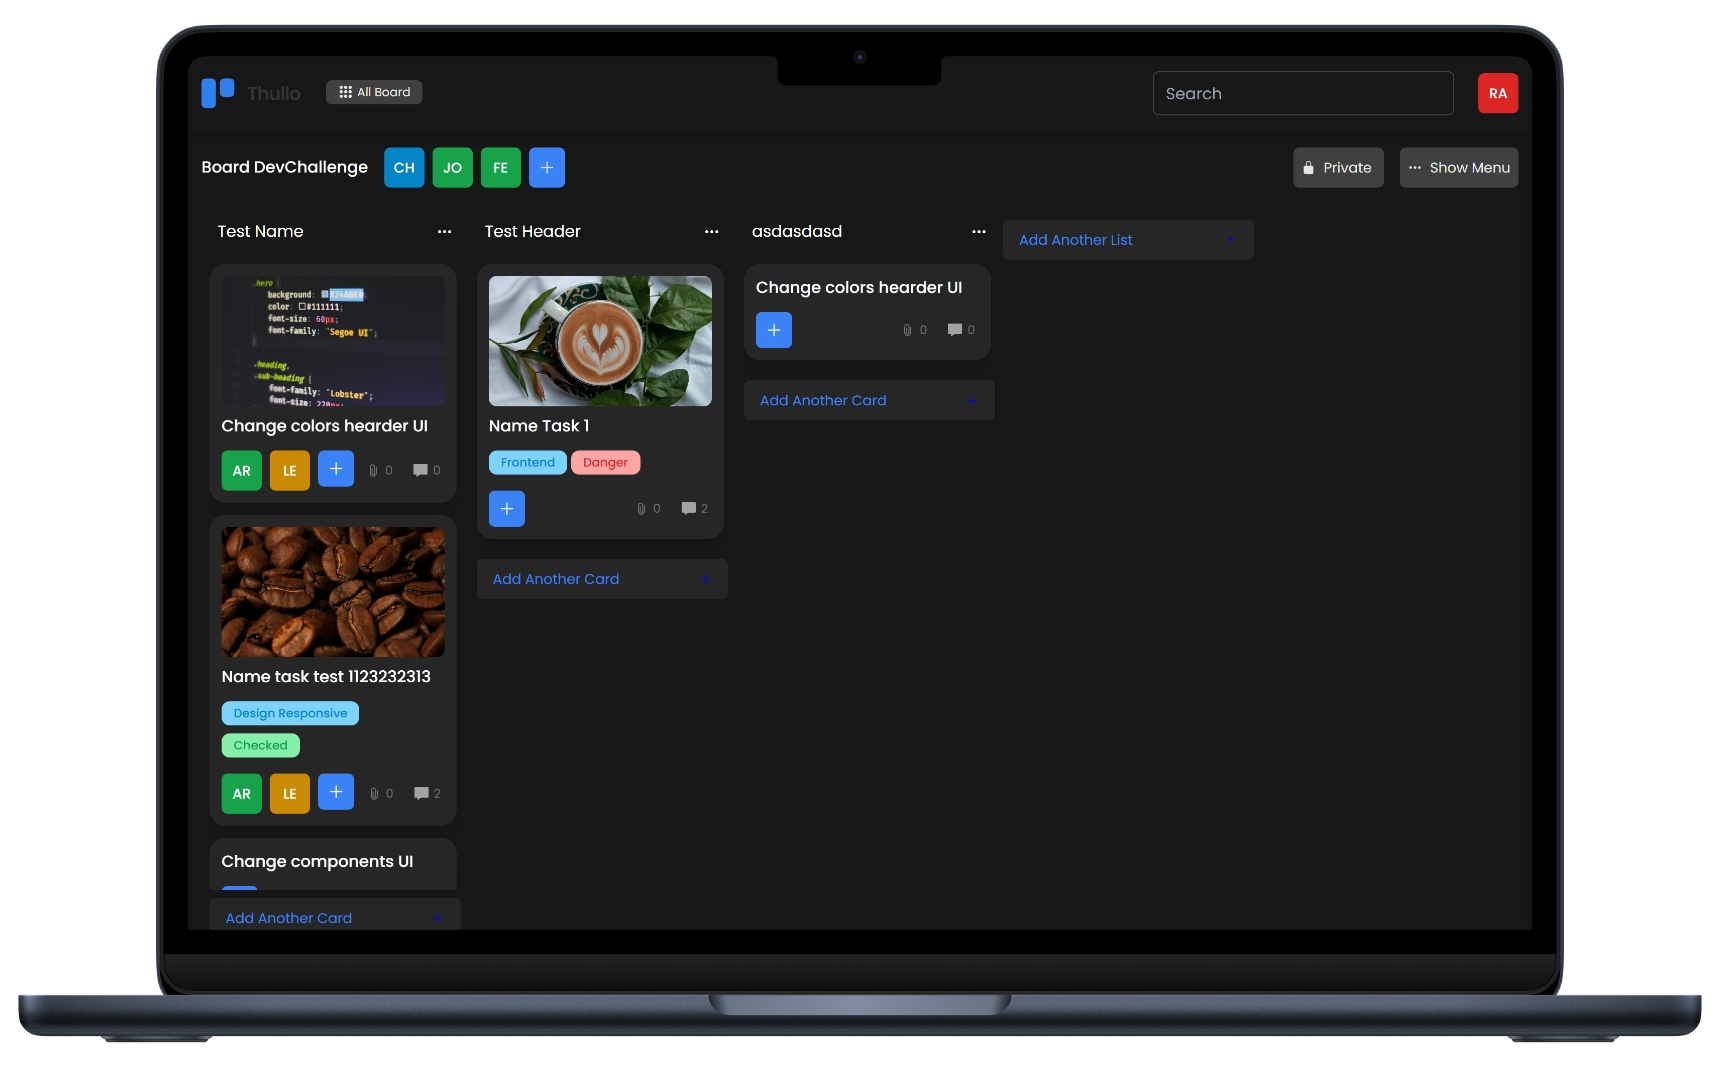 Thullo
All Board
Search
RA
Board DevChallenge
CH
JO
FE
+
Private
Show Menu
Test Name
.hero {
background: #24ABE0;
color: #111111;
font-size: 60px;
font-family: "Segoe UI";
}
.heading,
.sub-heading {
font-family: "Lobster";
font-size: 220px;
Change colors hearder UI
AR
LE
+
0
0
Name task test 1123232313
Design Responsive
Checked
AR
LE
+
0
2
Change components UI
Add Another Card +
Test Header
Name Task 1
Frontend
Danger
+
0
2
Add Another Card +
asdasdasd
Change colors hearder UI
+
0
0
Add Another Card +
Add Another List +